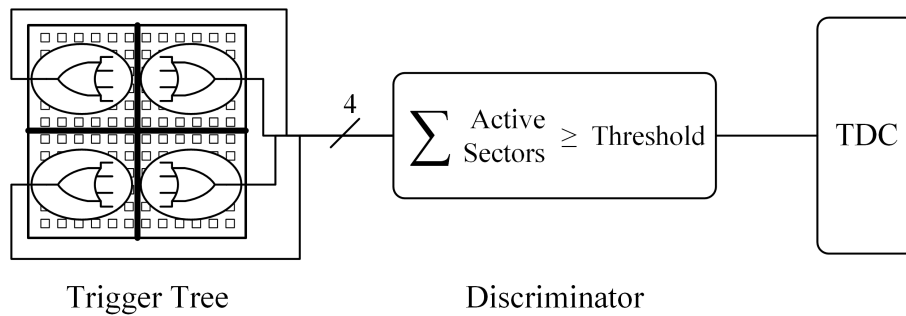 4
∑ Active Sectors ≥ Threshold
TDC
Trigger Tree
Discriminator